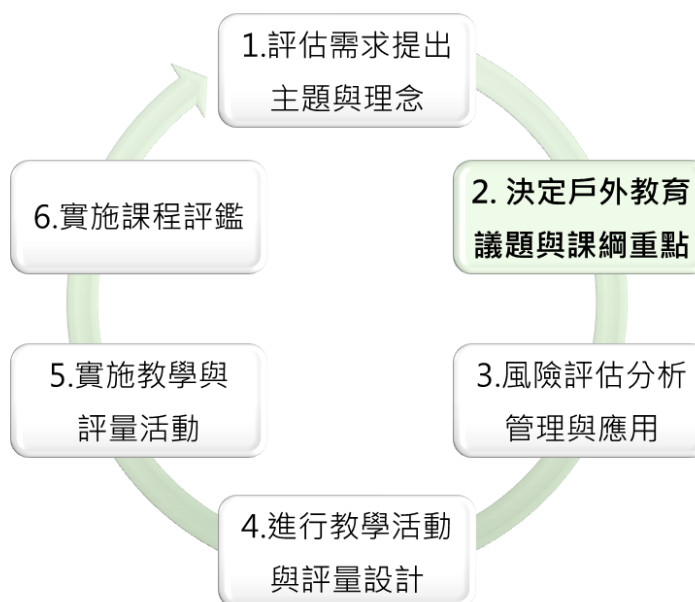 1.評估需求提出
主題與理念
2. 決定戶外教育
議題與課綱重點
3.風險評估分析
管理與應用
4.進行教學活動
與評量設計
5.實施教學與
評量活動
6.實施課程評鑑